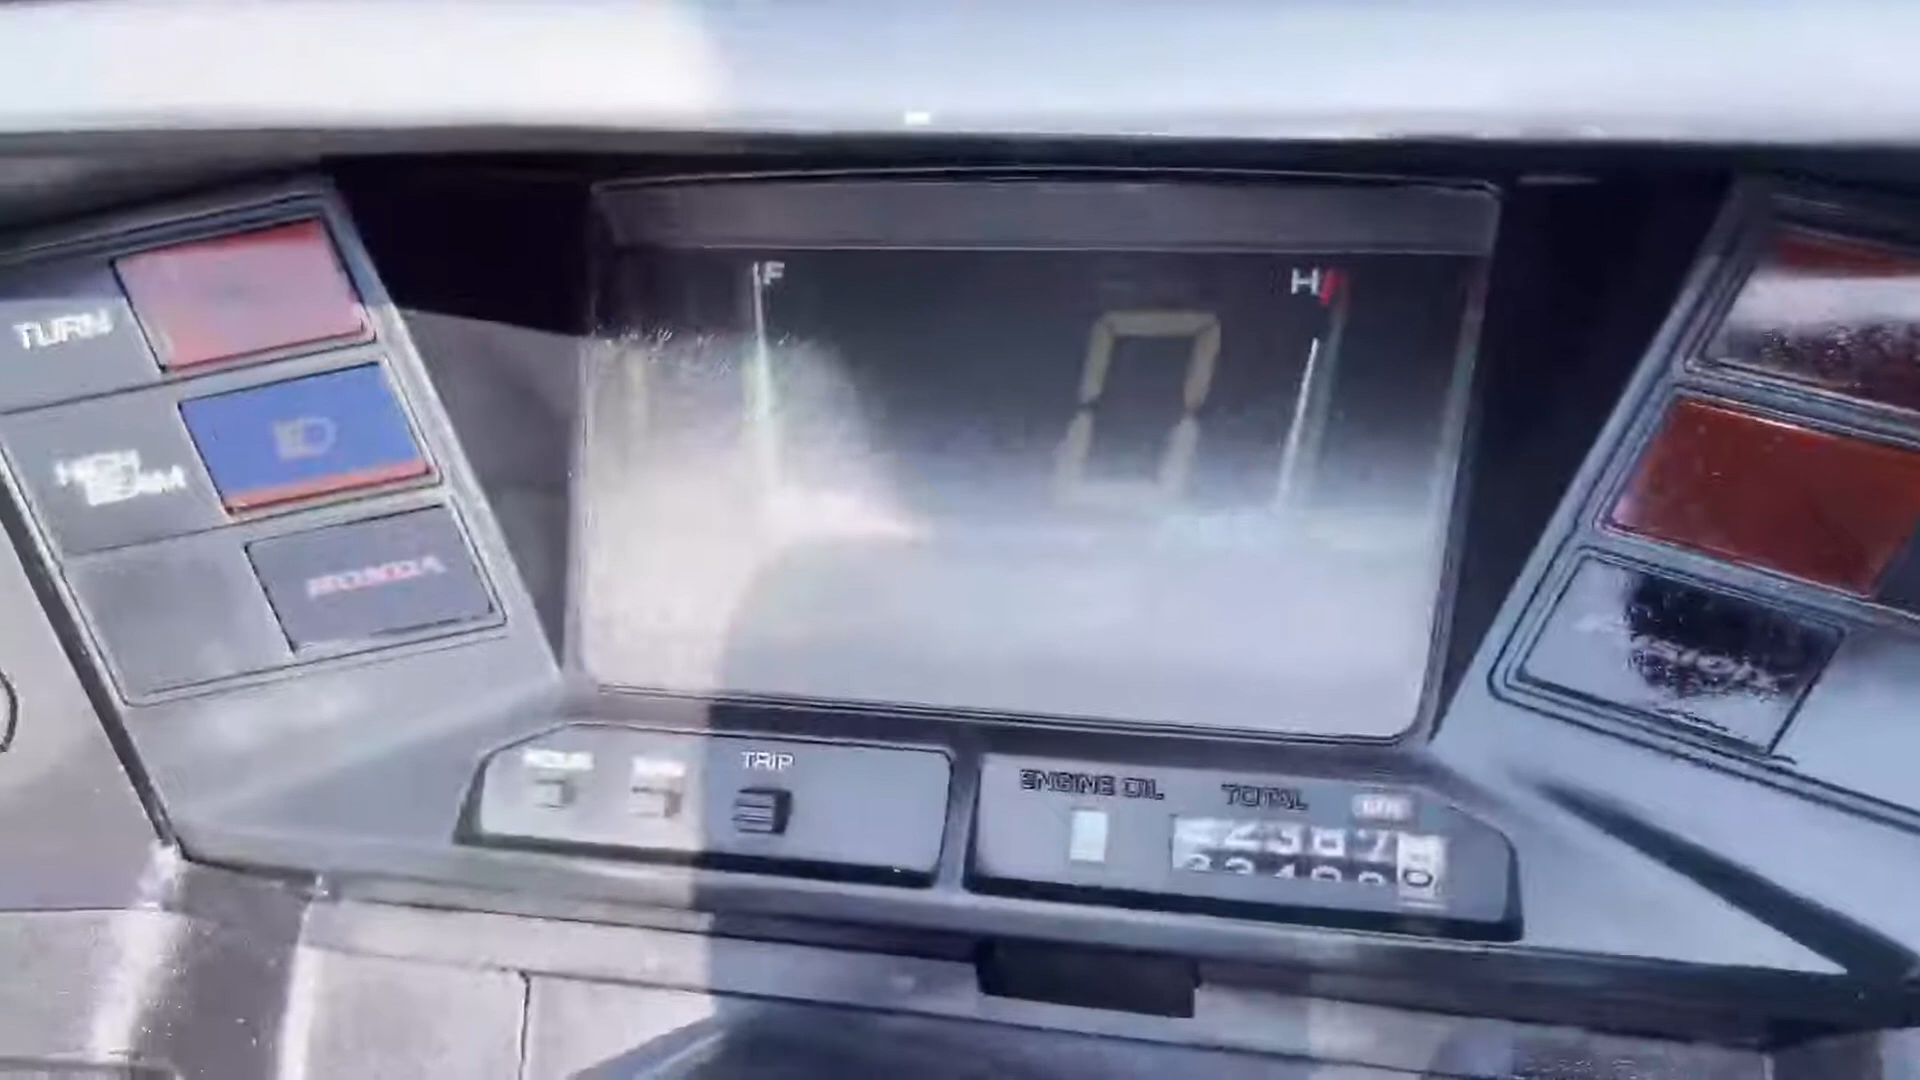 TURN
HIGH
BEAM
HONDA
F
0
H
TRIP
ENGINE OIL
TOTAL